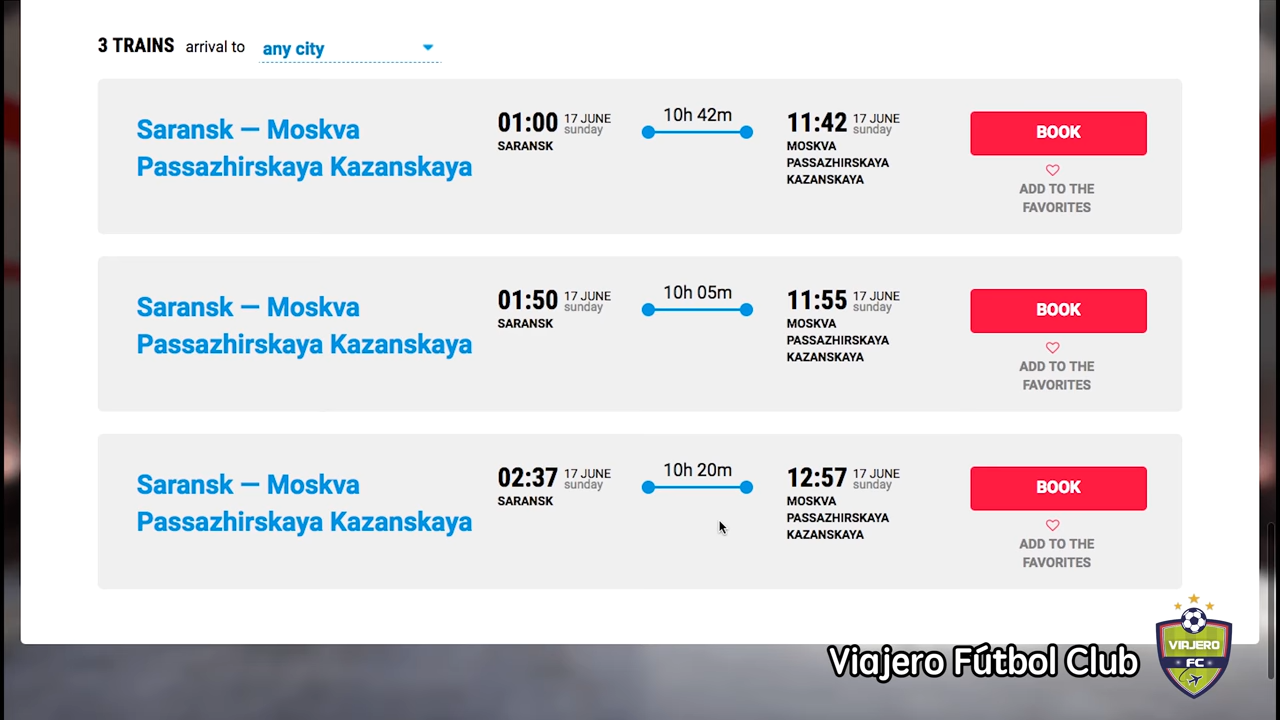 3 TRAINS arrival to any city
Saransk — Moskva
Passazhirskaya Kazanskaya
01:00 17 JUNE
sunday
SARANSK
10h 42m
11:42 17 JUNE
sunday
MOSKVA
PASSAZHIRSKAYA
KAZANSKAYA
BOOK
ADD TO THE
FAVORITES
Saransk — Moskva
Passazhirskaya Kazanskaya
01:50 17 JUNE
sunday
SARANSK
10h 05m
11:55 17 JUNE
sunday
MOSKVA
PASSAZHIRSKAYA
KAZANSKAYA
BOOK
ADD TO THE
FAVORITES
Saransk — Moskva
Passazhirskaya Kazanskaya
02:37 17 JUNE
sunday
SARANSK
10h 20m
12:57 17 JUNE
sunday
MOSKVA
PASSAZHIRSKAYA
KAZANSKAYA
BOOK
ADD TO THE
FAVORITES
Viajero Fútbol Club
VIAJERO
FC